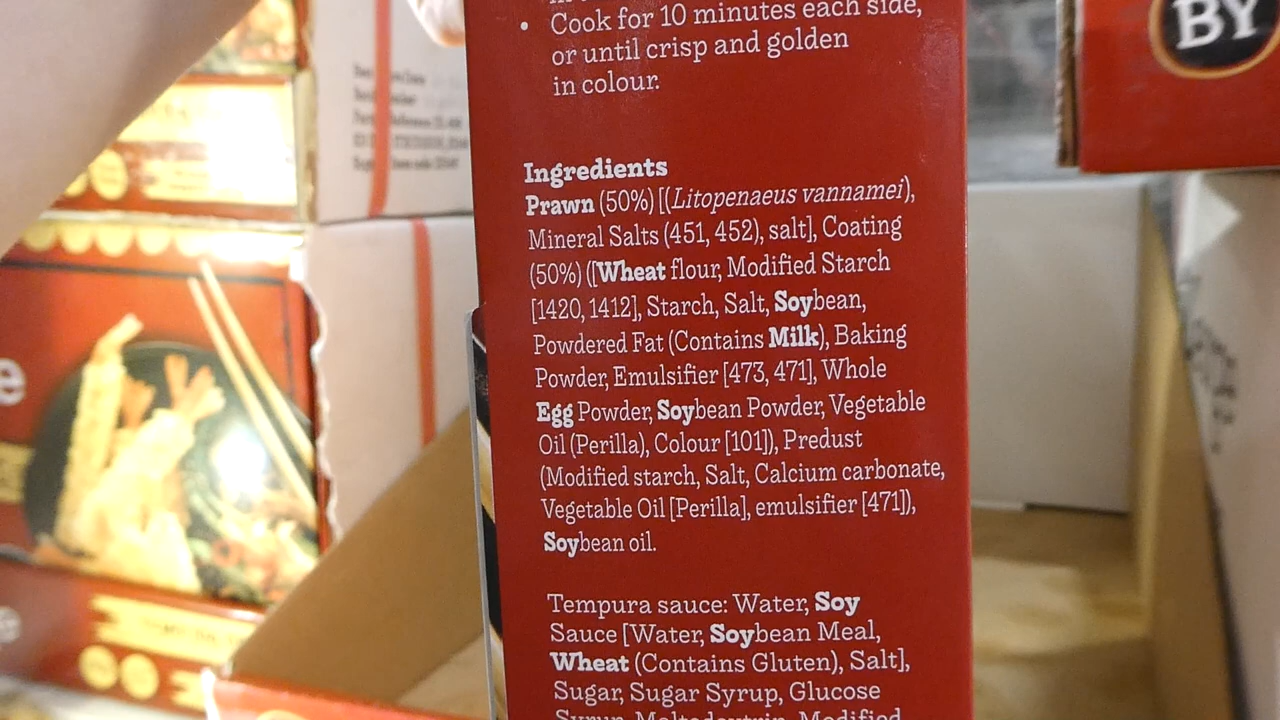 • Cook for 10 minutes each side,
or until crisp and golden
in colour.
Ingredients
Prawn (50%) [(Litopenaeus vannamei),
Mineral Salts (451, 452), salt], Coating
(50%) ([Wheat flour, Modified Starch
[1420, 1412], Starch, Salt, Soybean,
Powdered Fat (Contains Milk), Baking
Powder, Emulsifier [473, 471], Whole
Egg Powder, Soybean Powder, Vegetable
Oil (Perilla), Colour [101]), Predust
(Modified starch, Salt, Calcium carbonate,
Vegetable Oil [Perilla], emulsifier [471]),
Soybean oil.
Tempura sauce: Water, Soy
Sauce [Water, Soybean Meal,
Wheat (Contains Gluten), Salt],
Sugar, Sugar Syrup, Glucose
Syrup, Maltodextrin, Modified
BY